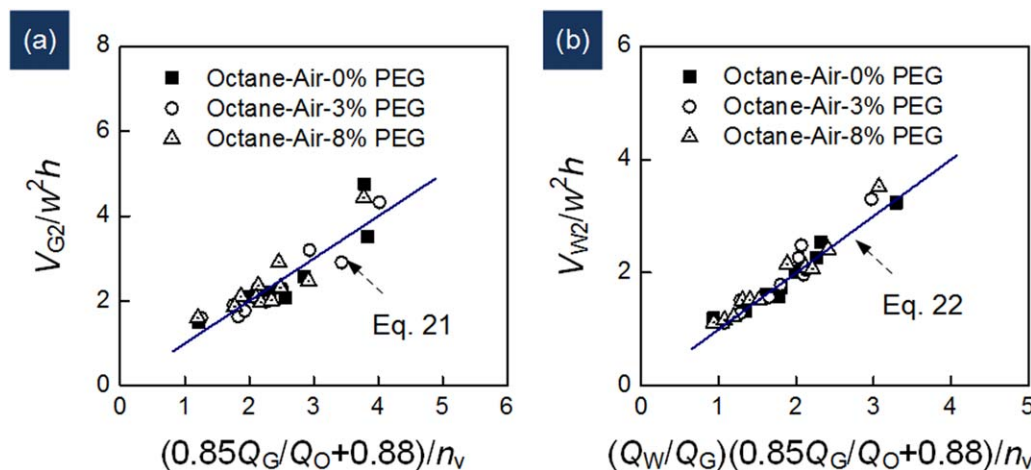 (a)
8
6
4
2
0
V_G2/w²h
Octane-Air-0% PEG
Octane-Air-3% PEG
Octane-Air-8% PEG
Eq. 21
0 1 2 3 4 5 6
(0.85Q_G/Q_O+0.88)/n_v
(b)
6
4
2
0
V_W2/w²h
Octane-Air-0% PEG
Octane-Air-3% PEG
Octane-Air-8% PEG
Eq. 22
0 1 2 3 4 5
(Q_W/Q_G)(0.85Q_G/Q_O+0.88)/n_v